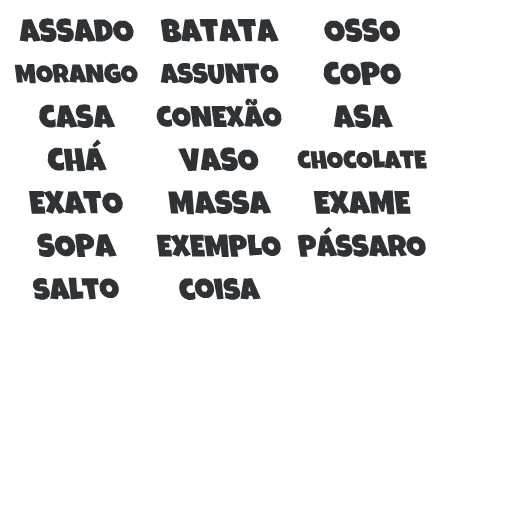 ASSADO BATATA OSSO
MORANGO ASSUNTO COPO
CASA CONEXÃO ASA
CHÁ VASO CHOCOLATE
EXATO MASSA EXAME
SOPA EXEMPLO PÁSSARO
SALTO COISA